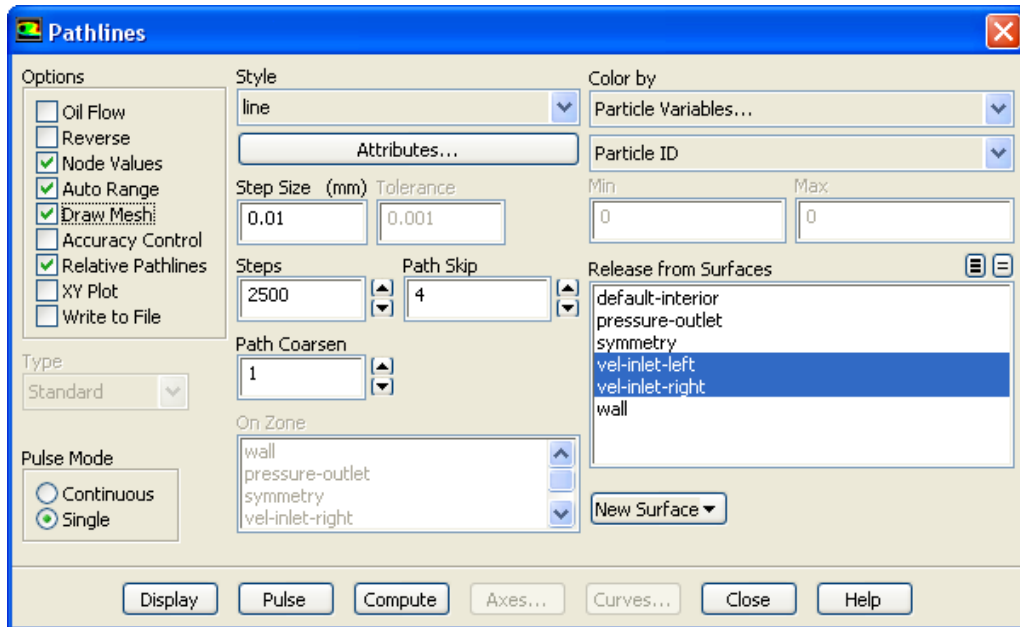 Pathlines
Options
Oil Flow
Reverse
Node Values
Auto Range
Draw Mesh
Accuracy Control
Relative Pathlines
XY Plot
Write to File
Type
Standard
Pulse Mode
Continuous
Single
Style
line
Attributes...
Step Size (mm) Tolerance
0.01 0.001
Steps Path Skip
2500 4
Path Coarsen
1
On Zone
wall
pressure-outlet
symmetry
vel-inlet-right
Color by
Particle Variables...
Particle ID
Min Max
0 0
Release from Surfaces
default-interior
pressure-outlet
symmetry
vel-inlet-left
vel-inlet-right
wall
New Surface
Display Pulse Compute Axes... Curves... Close Help